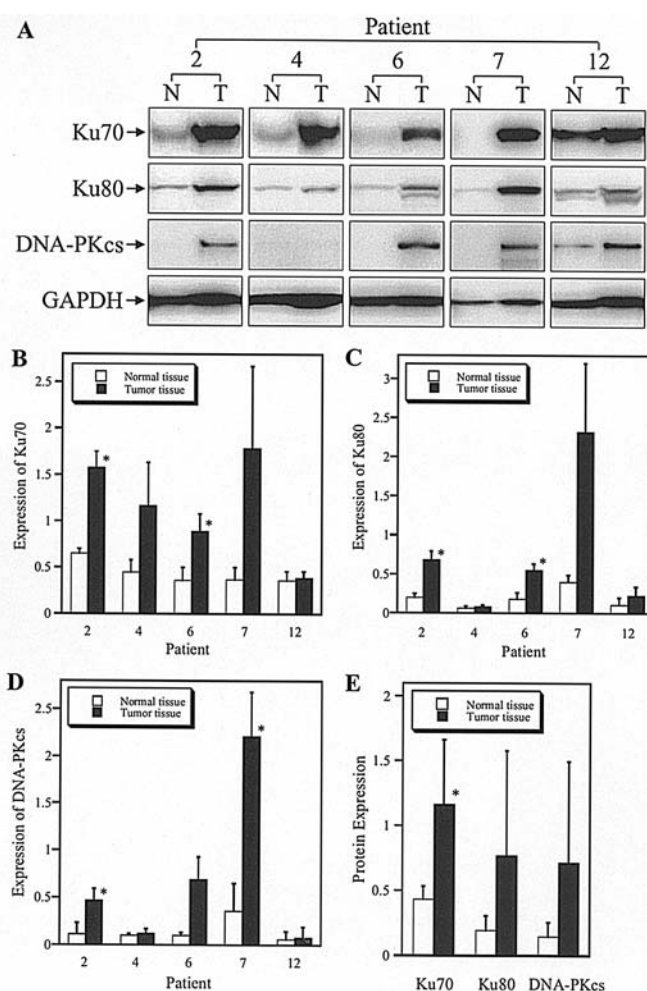 A
Patient
2 4 6 7 12
N T N T N T N T N T
Ku70
Ku80
DNA-PKcs
GAPDH
B
Normal tissue
Tumor tissue
Expression of Ku70
2.5
2
1.5
1
0.5
0
*
*
2 4 6 7 12
Patient
C
Normal tissue
Tumor tissue
Expression of Ku80
3
2.5
2
1.5
1
0.5
0
*
*
2 4 6 7 12
Patient
D
Normal tissue
Tumor tissue
Expression of DNA-PKcs
2.5
2
1.5
1
0.5
0
*
*
2 4 6 7 12
Patient
E
Normal tissue
Tumor tissue
Protein Expression
2
1.5
1
0.5
0
*
Ku70 Ku80 DNA-PKcs